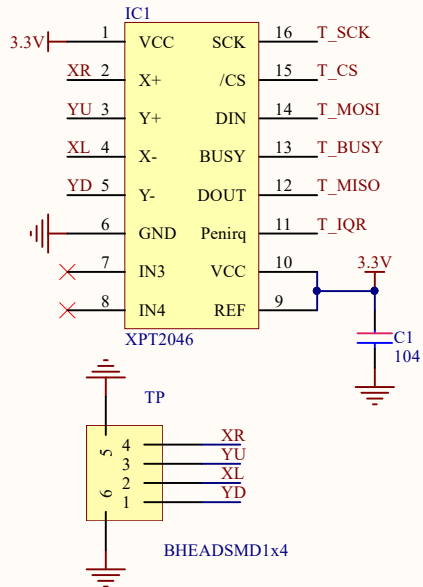 IC1
3.3V 1 VCC SCK 16 T_SCK
XR 2 X+ /CS 15 T_CS
YU 3 Y+ DIN 14 T_MOSI
XL 4 X- BUSY 13 T_BUSY
YD 5 Y- DOUT 12 T_MISO
6 GND Penirq 11 T_IQR
7 IN3 VCC 10 3.3V
8 IN4 REF 9
XPT2046
C1
104
TP
5 4 XR
3 YU
6 2 XL
1 YD
BHEADSMD1x4